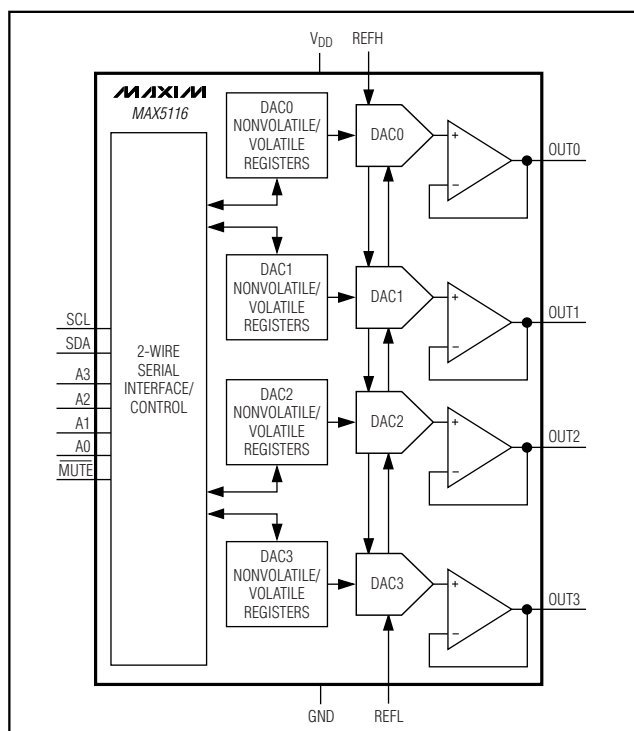 VDD
REFH
MAXIM
MAX5116
DAC0
NONVOLATILE/
VOLATILE
REGISTERS
DAC0
+
−
OUT0
DAC1
NONVOLATILE/
VOLATILE
REGISTERS
DAC1
+
−
OUT1
SCL
SDA
A3
A2
A1
A0
MUTE
2-WIRE
SERIAL
INTERFACE/
CONTROL
DAC2
NONVOLATILE/
VOLATILE
REGISTERS
DAC2
+
−
OUT2
DAC3
NONVOLATILE/
VOLATILE
REGISTERS
DAC3
+
−
OUT3
GND
REFL